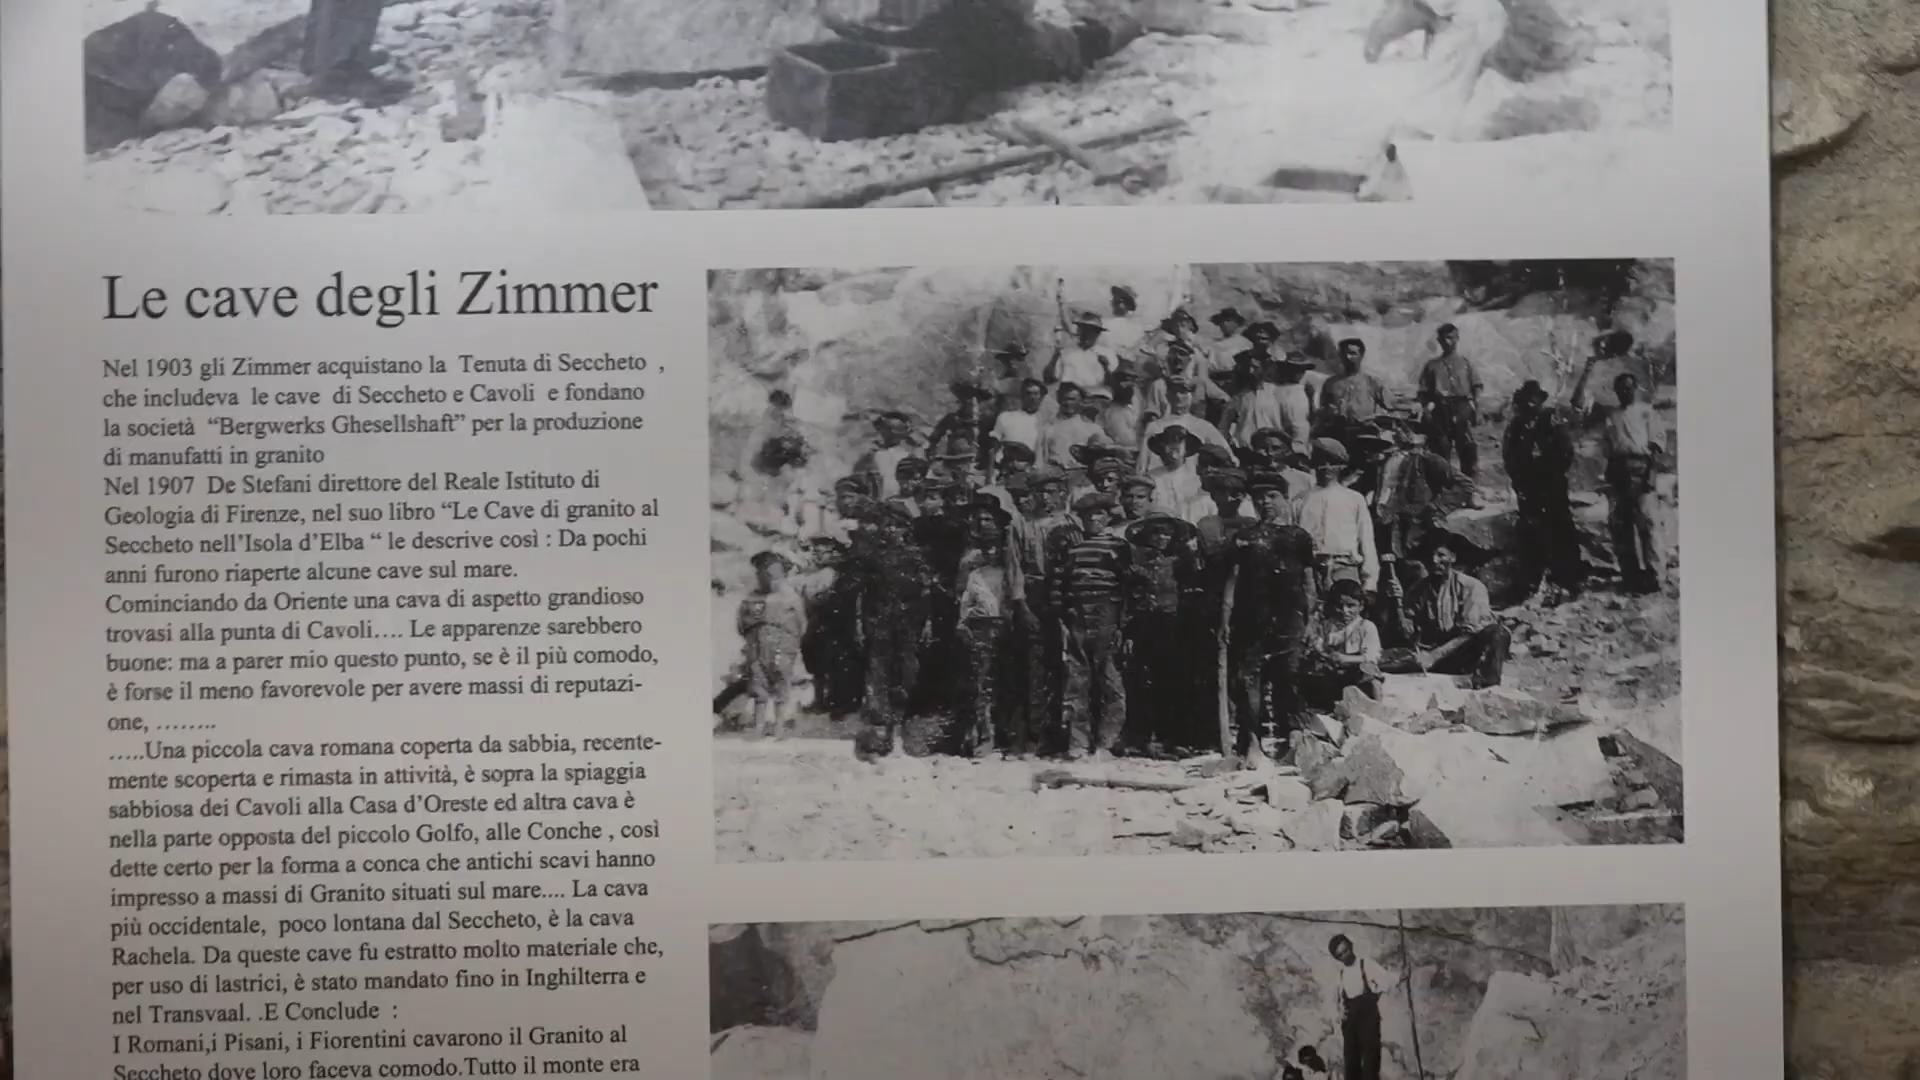 Le cave degli Zimmer
Nel 1903 gli Zimmer acquistano la Tenuta di Seccheto ,
che includeva le cave di Seccheto e Cavoli e fondano
la società “Bergwerks Ghesellshaft” per la produzione
di manufatti in granito
Nel 1907 De Stefani direttore del Reale Istituto di
Geologia di Firenze, nel suo libro “Le Cave di granito al
Seccheto nell’Isola d’Elba “ le descrive così : Da pochi
anni furono riaperte alcune cave sul mare.
Cominciando da Oriente una cava di aspetto grandioso
trovasi alla punta di Cavoli…. Le apparenze sarebbero
buone: ma a parer mio questo punto, se è il più comodo,
è forse il meno favorevole per avere massi di reputazi-
one, ……..
…..Una piccola cava romana coperta da sabbia, recente-
mente scoperta e rimasta in attività, è sopra la spiaggia
sabbiosa dei Cavoli alla Casa d’Oreste ed altra cava è
nella parte opposta del piccolo Golfo, alle Conche , così
dette certo per la forma a conca che antichi scavi hanno
impresso a massi di Granito situati sul mare.... La cava
più occidentale, poco lontana dal Seccheto, è la cava
Rachela. Da queste cave fu estratto molto materiale che,
per uso di lastrici, è stato mandato fino in Inghilterra e
nel Transvaal. .E Conclude :
I Romani,i Pisani, i Fiorentini cavarono il Granito al
Seccheto dove loro faceva comodo.Tutto il monte era